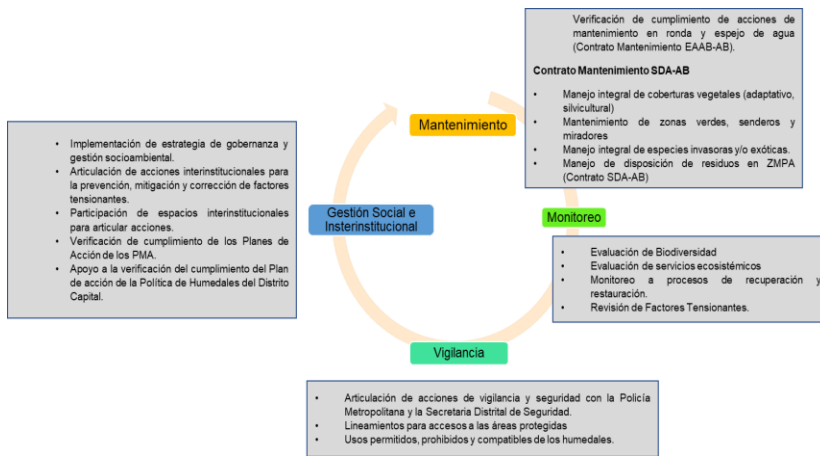 Verificación de cumplimiento de acciones de
mantenimiento en ronda y espejo de agua
(Contrato Mantenimiento EAAB-AB).
Contrato Mantenimiento SDA-AB
• Manejo integral de coberturas vegetales (adaptativo,
silvicultural)
• Mantenimiento de zonas verdes, senderos y
miradores
• Manejo integral de especies invasoras y/o exóticas.
• Manejo de disposición de residuos en ZMPA
(Contrato SDA-AB)
Mantenimiento
• Implementación de estrategia de gobernanza y
gestión socioambiental.
• Articulación de acciones interinstitucionales para
la prevención, mitigación y corrección de factores
tensionantes.
• Participación de espacios interinstitucionales
para articular acciones.
• Verificación de cumplimiento de los Planes de
Acción de los PMA.
• Apoyo a la verificación del cumplimiento del Plan
de acción de la Política de Humedales del Distrito
Capital.
Gestión Social e
Insterinstitucional
Monitoreo
• Evaluación de Biodiversidad
• Evaluación de servicios ecosistémicos
• Monitoreo a procesos de recuperación y
restauración.
• Revisión de Factores Tensionantes.
Vigilancia
• Articulación de acciones de vigilancia y seguridad con la Policía
Metropolitana y la Secretaria Distrital de Seguridad.
• Lineamientos para accesos a las áreas protegidas
• Usos permitidos, prohibidos y compatibles de los humedales.